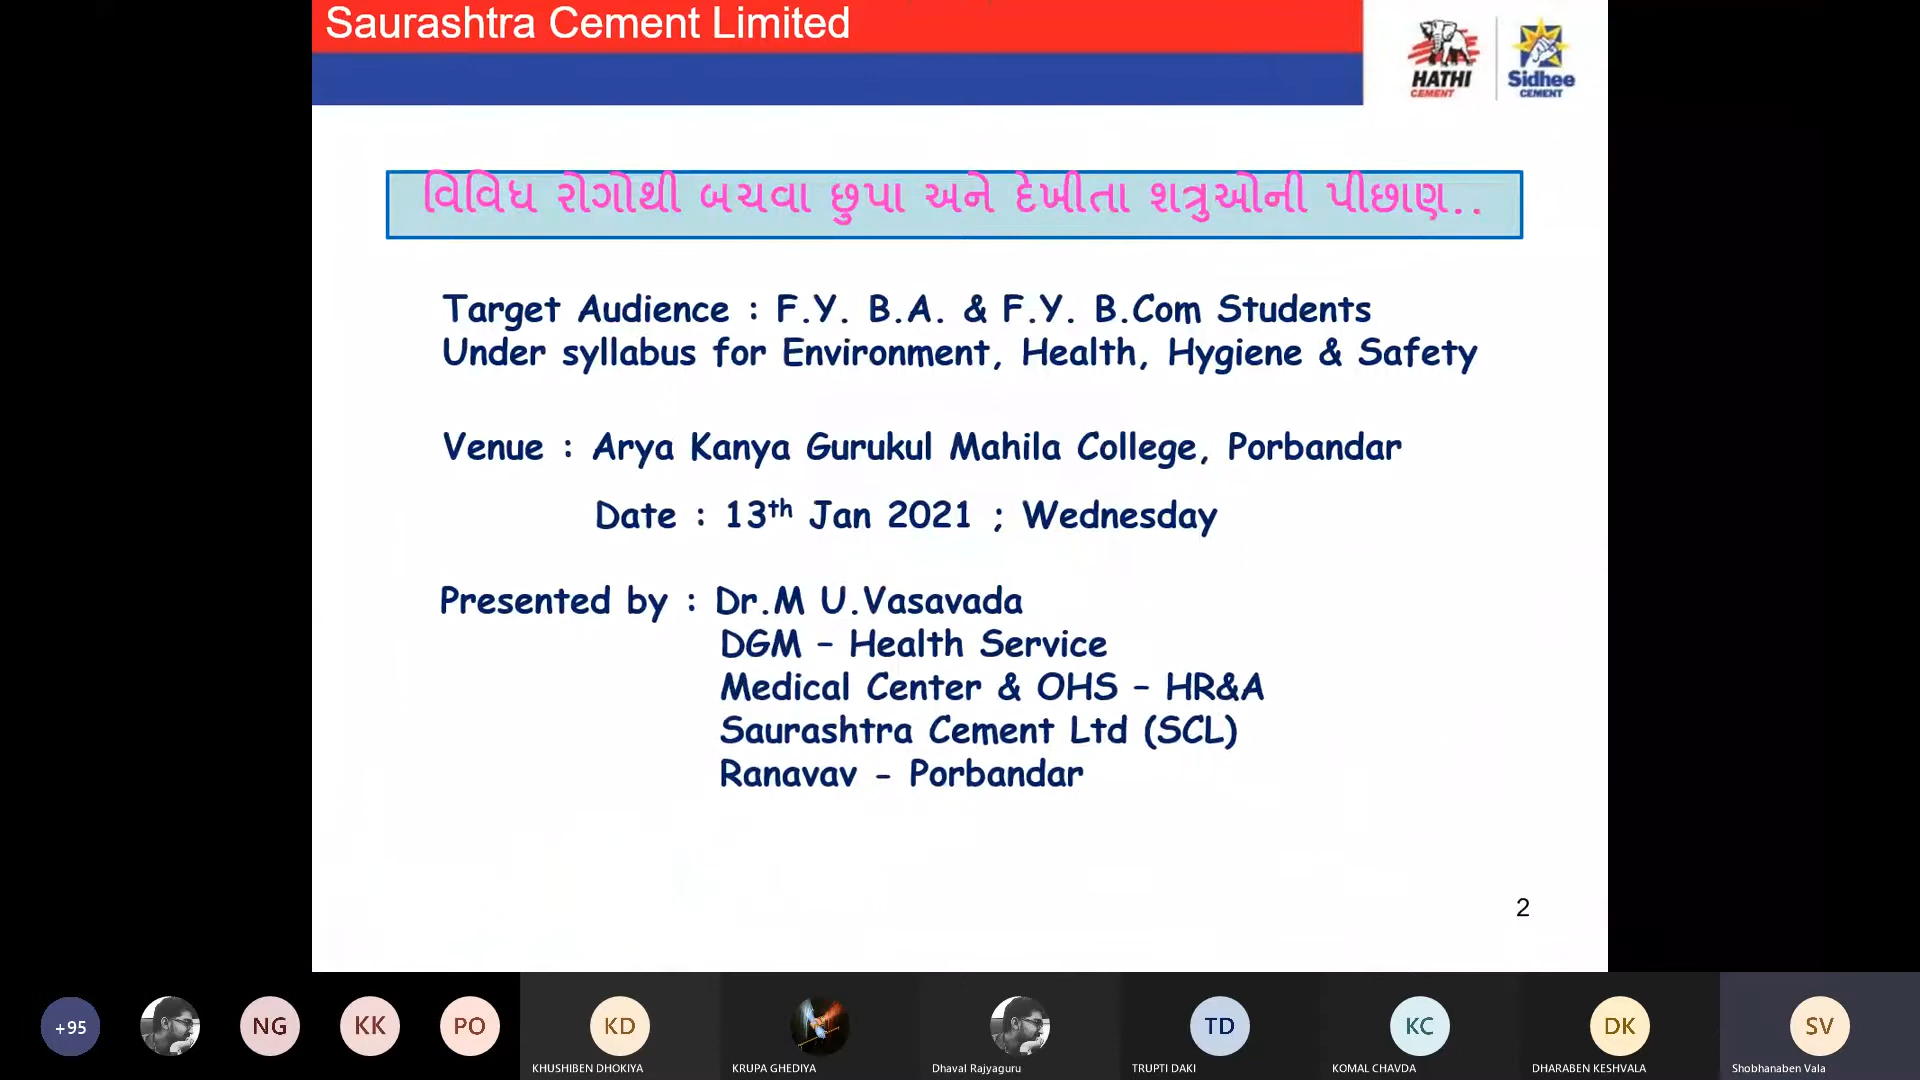 Saurashtra Cement Limited
HATHI
CEMENT
Sidhee
CEMENT
વિવિધ રોગોથી બચવા છુપા અને દેખીતા શત્રુઓની પીછાણ..
Target Audience : F.Y. B.A. & F.Y. B.Com Students
Under syllabus for Environment, Health, Hygiene & Safety
Venue : Arya Kanya Gurukul Mahila College, Porbandar
Date : 13th Jan 2021 ; Wednesday
Presented by : Dr.M U.Vasavada
DGM – Health Service
Medical Center & OHS – HR&A
Saurashtra Cement Ltd (SCL)
Ranavav - Porbandar
2
+95
NG
KK
PO
KD
TD
KC
DK
SV
KHUSHIBEN DHOKIYA
KRUPA GHEDIYA
Dhaval Rajyaguru
TRUPTI DAKI
KOMAL CHAVDA
DHARABEN KESHVALA
Shobhanaben Vala